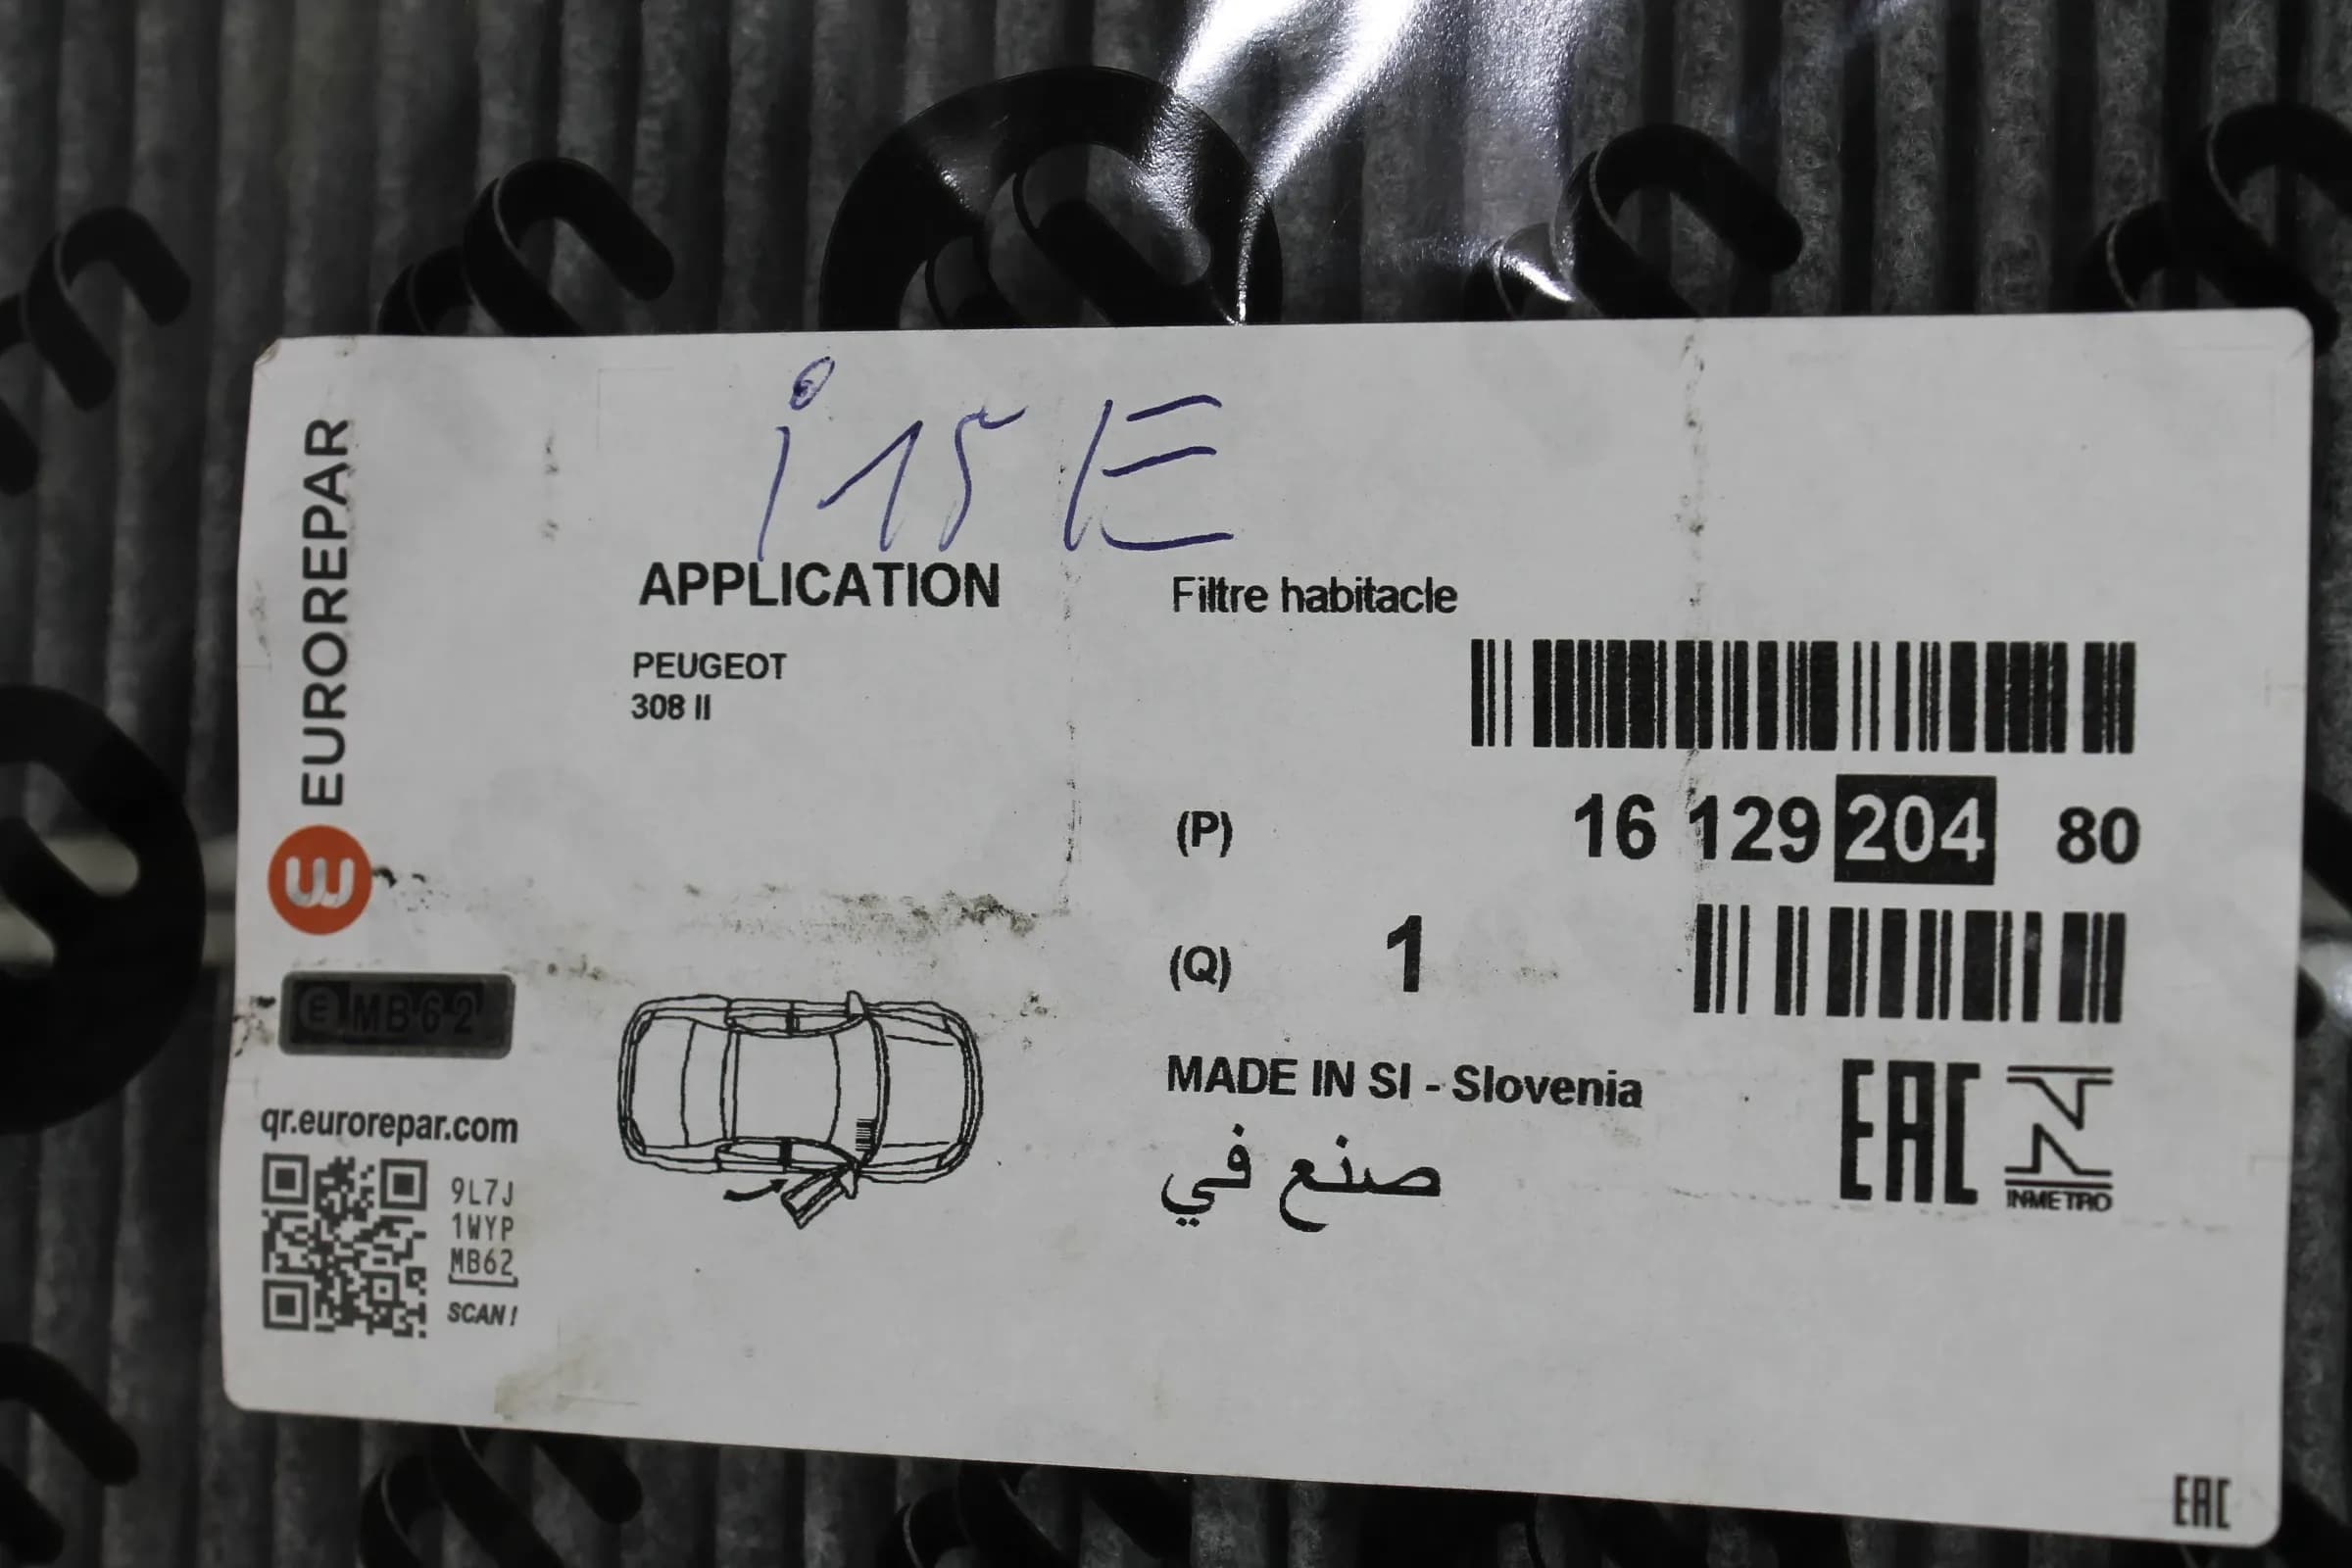 i15 E
EUROREPAR
APPLICATION
PEUGEOT
308 II
Filtre habitacle
(P) 16 129 204 80
(Q) 1
MADE IN SI - Slovenia
صنع في
EAC
INMETRO
MB62
qr.eurorepar.com
9L7J
1WYP
MB62
SCAN!
EAC